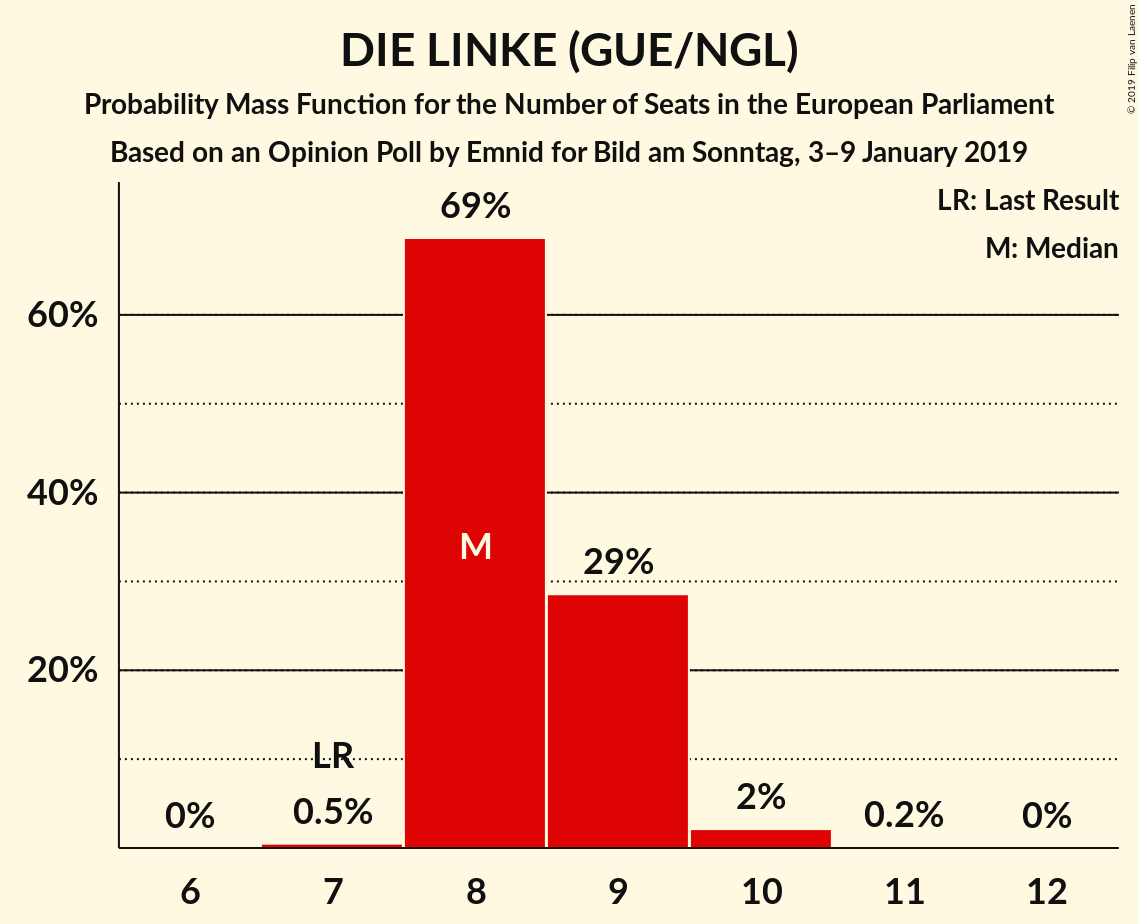 DIE LINKE (GUE/NGL)
Probability Mass Function for the Number of Seats in the European Parliament
Based on an Opinion Poll by Emnid for Bild am Sonntag, 3–9 January 2019
© 2019 Filip van Laenen
LR: Last Result
M: Median
69%
60%
40%
M
29%
20%
LR
0%
0.5%
2%
0.2%
0%
6
7
8
9
10
11
12